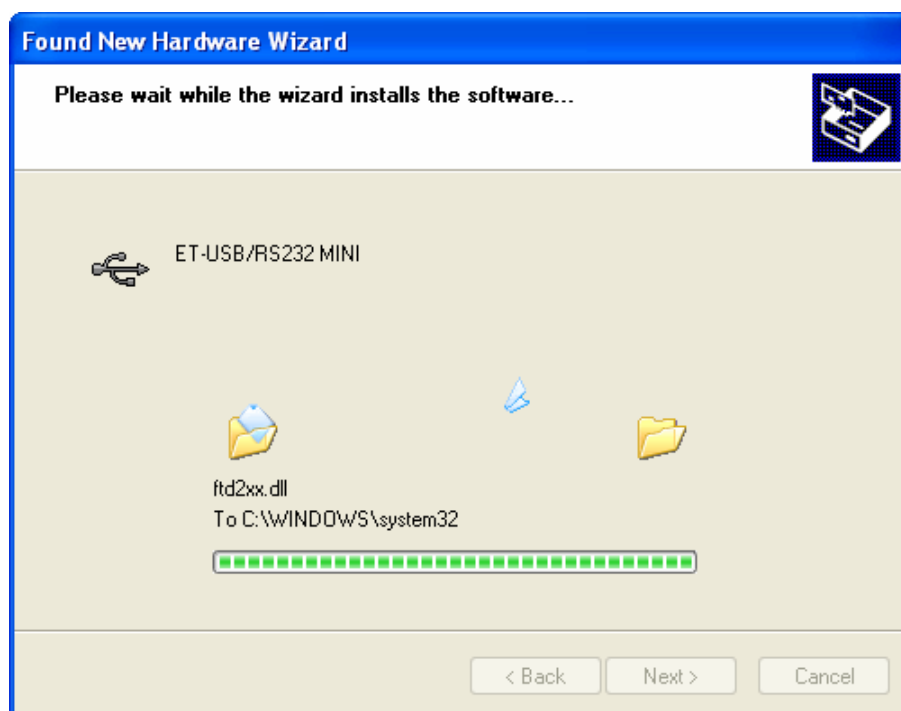 Found New Hardware Wizard
Please wait while the wizard installs the software...
ET-USB/RS232 MINI
ftd2xx.dll
To C:\WINDOWS\system32
< Back Next > Cancel